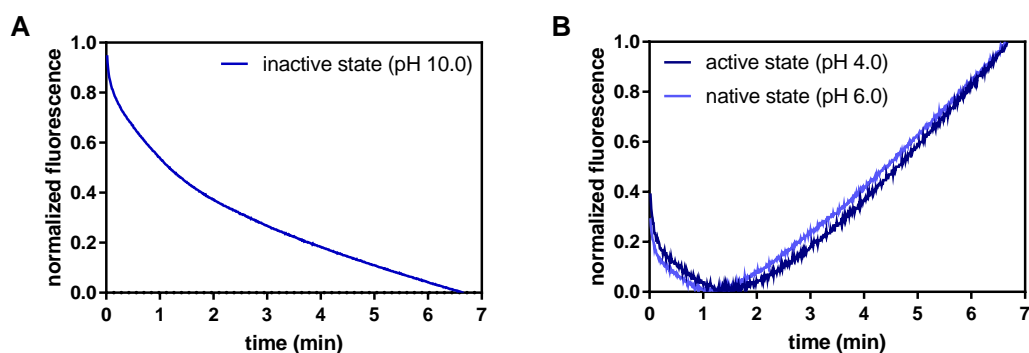 A
B
normalized fluorescence
1.0
0.8
0.6
0.4
0.2
0.0
inactive state (pH 10.0)
0 1 2 3 4 5 6 7
time (min)
normalized fluorescence
1.0
0.8
0.6
0.4
0.2
0.0
active state (pH 4.0)
native state (pH 6.0)
0 1 2 3 4 5 6 7
time (min)